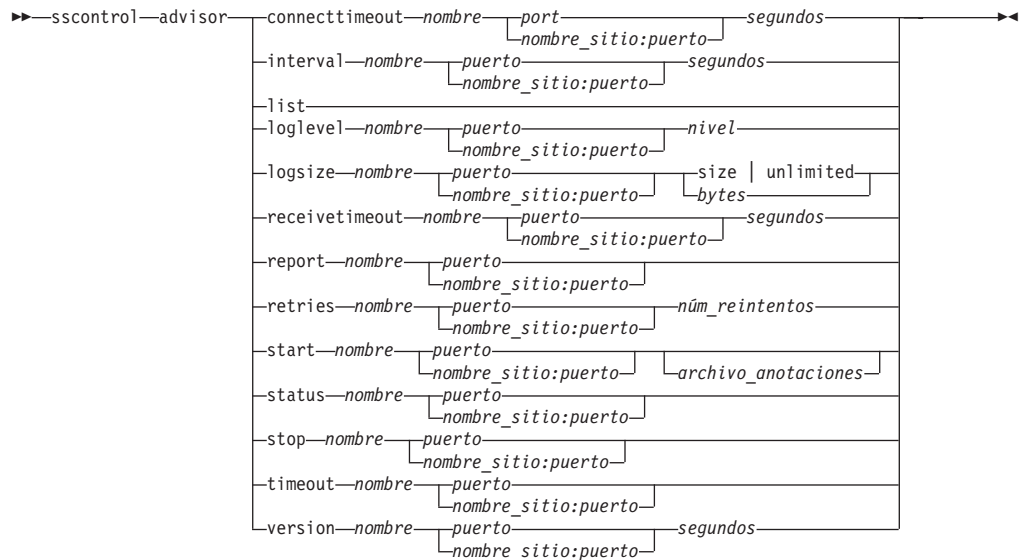 sscontrol advisor connecttimeout nombre port segundos
nombre_sitio:puerto
interval nombre puerto segundos
nombre_sitio:puerto
list
loglevel nombre puerto nivel
nombre_sitio:puerto
logsize nombre puerto size | unlimited
nombre_sitio:puerto bytes
receivetimeout nombre puerto segundos
nombre_sitio:puerto
report nombre puerto
nombre_sitio:puerto
retries nombre puerto núm_reintentos
nombre_sitio:puerto
start nombre puerto
nombre_sitio:puerto archivo_anotaciones
status nombre puerto
nombre_sitio:puerto
stop nombre puerto
nombre_sitio:puerto
timeout nombre puerto
nombre_sitio:puerto
version nombre puerto segundos
nombre_sitio:puerto